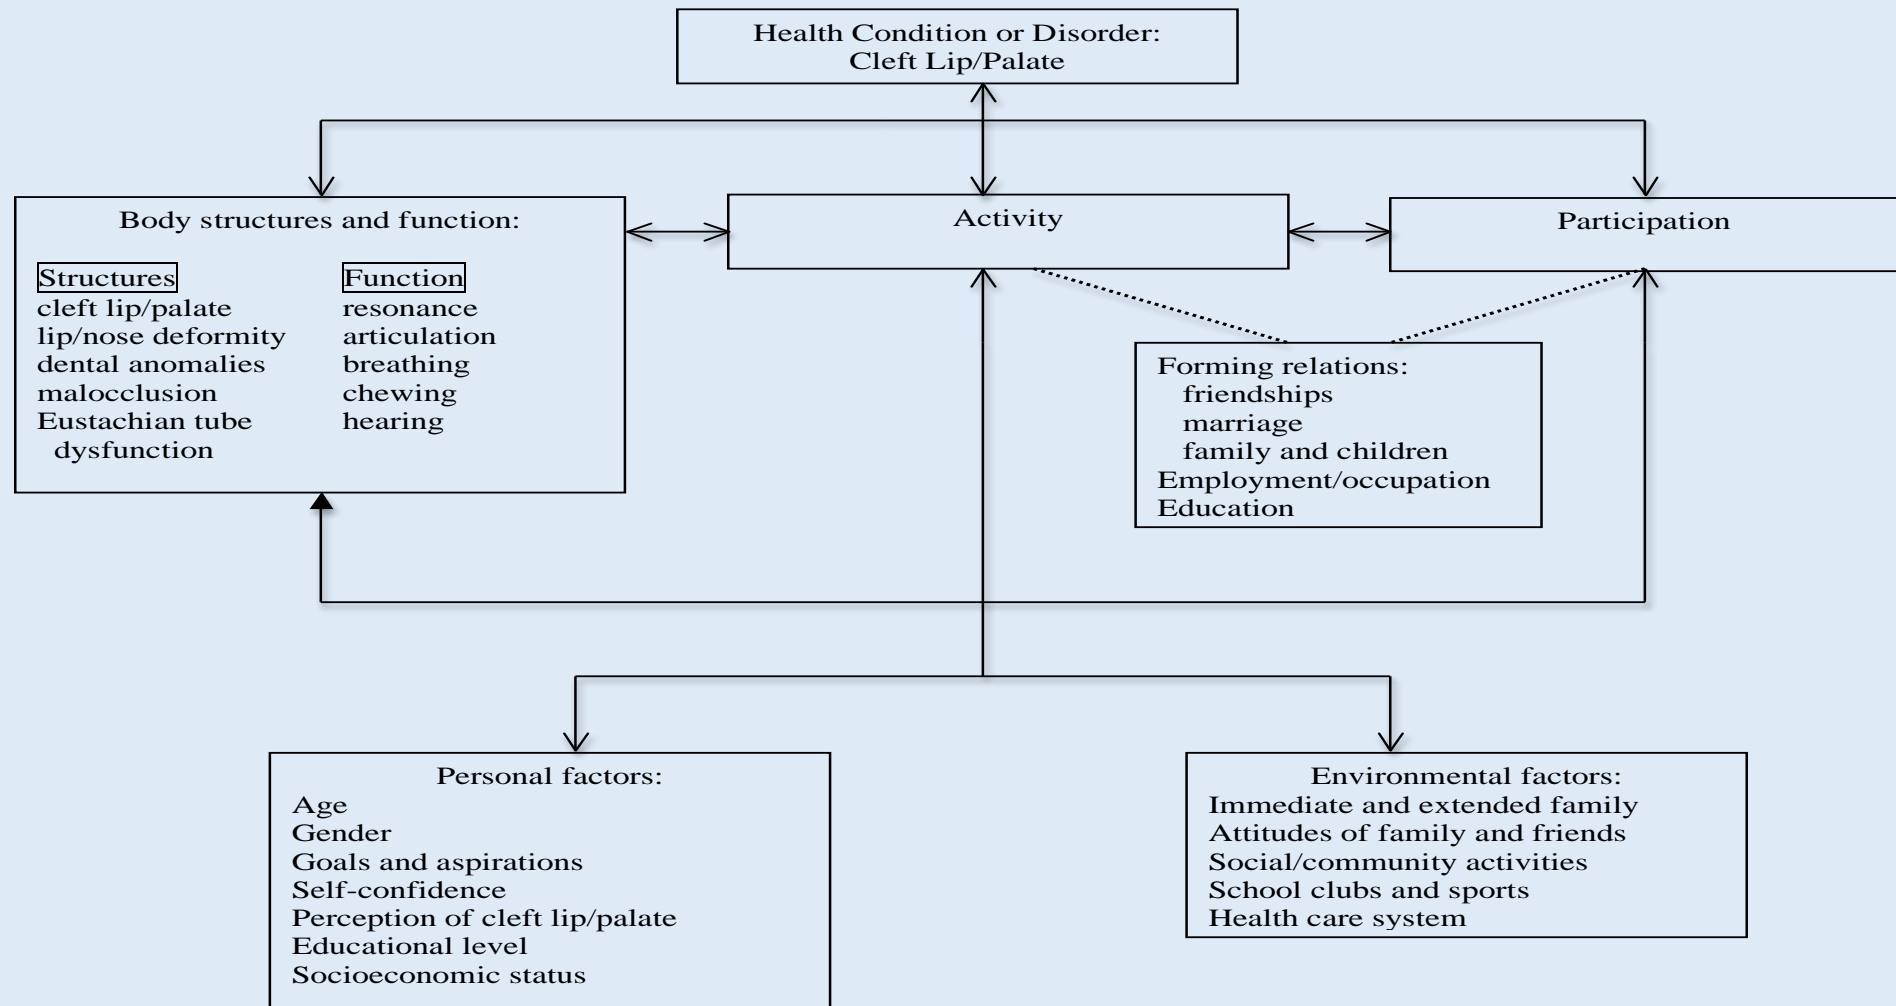 Health Condition or Disorder:
Cleft Lip/Palate
Body structures and function:
Structures
cleft lip/palate
lip/nose deformity
dental anomalies
malocclusion
Eustachian tube
dysfunction
Function
resonance
articulation
breathing
chewing
hearing
Activity
Participation
Forming relations:
friendships
marriage
family and children
Employment/occupation
Education
Personal factors:
Age
Gender
Goals and aspirations
Self-confidence
Perception of cleft lip/palate
Educational level
Socioeconomic status
Environmental factors:
Immediate and extended family
Attitudes of family and friends
Social/community activities
School clubs and sports
Health care system